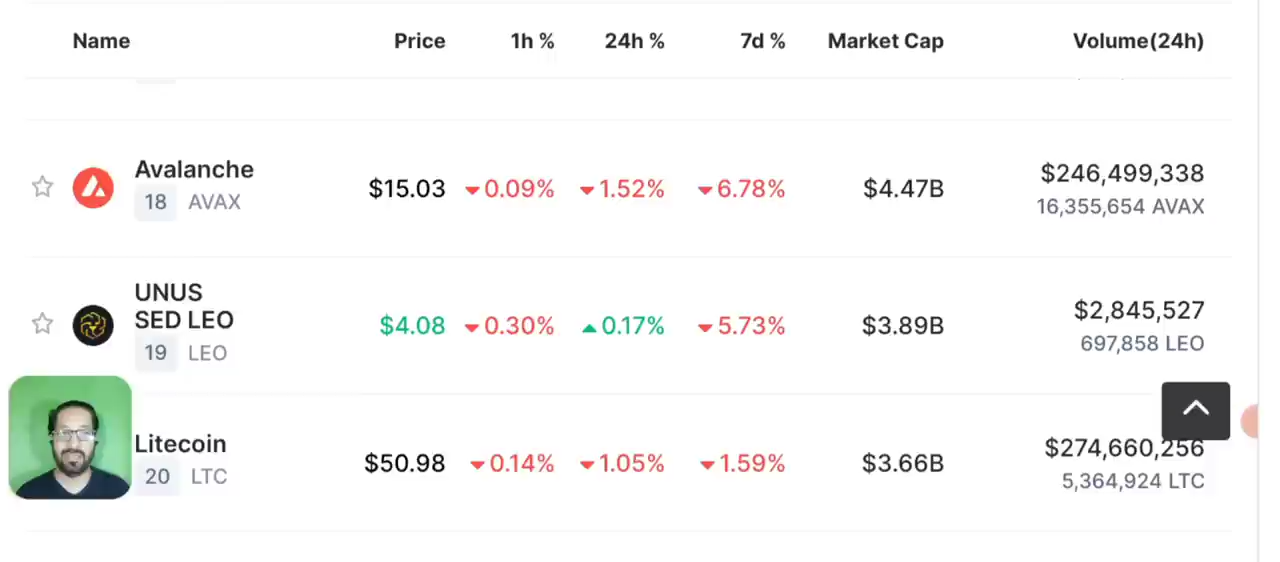 Name Price 1h % 24h % 7d % Market Cap Volume(24h)
Avalanche
18 AVAX
$15.03 0.09% 1.52% 6.78% $4.47B
$246,499,338
16,355,654 AVAX
UNUS
SED LEO
19 LEO
$4.08 0.30% 0.17% 5.73% $3.89B
$2,845,527
697,858 LEO
Litecoin
20 LTC
$50.98 0.14% 1.05% 1.59% $3.66B
$274,660,256
5,364,924 LTC